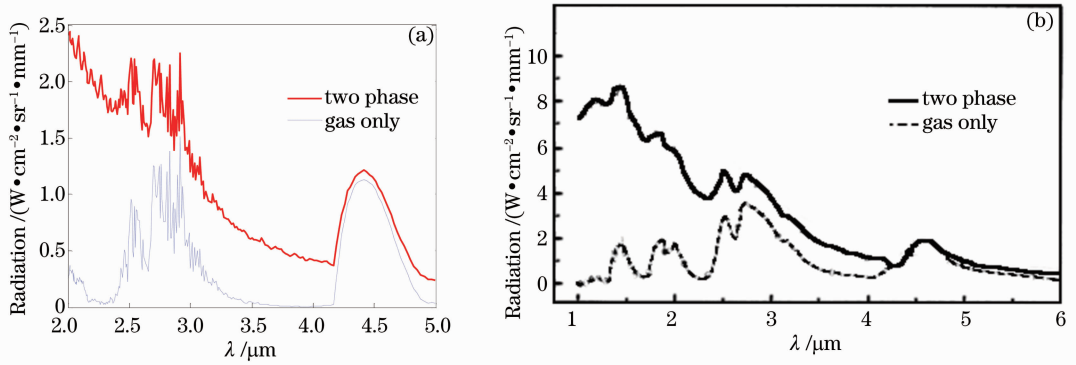 (a)
2.5
2.0
1.5
1.0
0.5
0
Radiation /(W•cm⁻²•sr⁻¹•mm⁻¹)
two phase
gas only
2.0 2.5 3.0 3.5 4.0 4.5 5.0
λ /μm
(b)
10
8
6
4
2
0
Radiation /(W•cm⁻²•sr⁻¹•mm⁻¹)
two phase
gas only
1 2 3 4 5 6
λ /μm